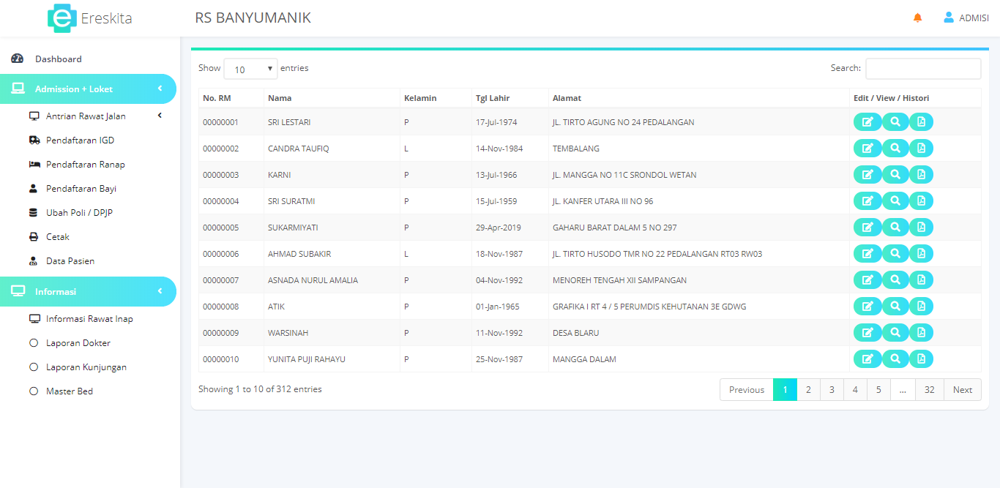 Ereskita
RS BANYUMANIK
ADMISI
Dashboard
Admission + Loket
Antrian Rawat Jalan
Pendaftaran IGD
Pendaftaran Ranap
Pendaftaran Bayi
Ubah Poli / DPJP
Cetak
Data Pasien
Informasi
Informasi Rawat Inap
Laporan Dokter
Laporan Kunjungan
Master Bed
Show 10 entries
Search:
No. RM Nama Kelamin Tgl Lahir Alamat Edit / View / Histori
00000001 SRI LESTARI P 17-Jul-1974 JL. TIRTO AGUNG NO 24 PEDALANGAN
00000002 CANDRA TAUFIQ L 14-Nov-1984 TEMBALANG
00000003 KARNI P 13-Jul-1966 JL. MANGGA NO 11C SRONDOL WETAN
00000004 SRI SURATMI P 15-Jul-1959 JL. KANFER UTARA III NO 96
00000005 SUKARMIYATI P 29-Apr-2019 GAHARU BARAT DALAM 5 NO 297
00000006 AHMAD SUBAKIR L 18-Nov-1987 JL. TIRTO HUSODO TMR NO 22 PEDALANGAN RT03 RW03
00000007 ASNADA NURUL AMALIA P 04-Nov-1992 MENOREH TENGAH XII SAMPANGAN
00000008 ATIK P 01-Jan-1965 GRAFIKA I RT 4 / 5 PERUMDIS KEHUTANAN 3E GDWG
00000009 WARSINAH P 11-Nov-1992 DESA BLARU
00000010 YUNITA PUJI RAHAYU P 25-Nov-1987 MANGGA DALAM
Showing 1 to 10 of 312 entries
Previous 1 2 3 4 5 ... 32 Next